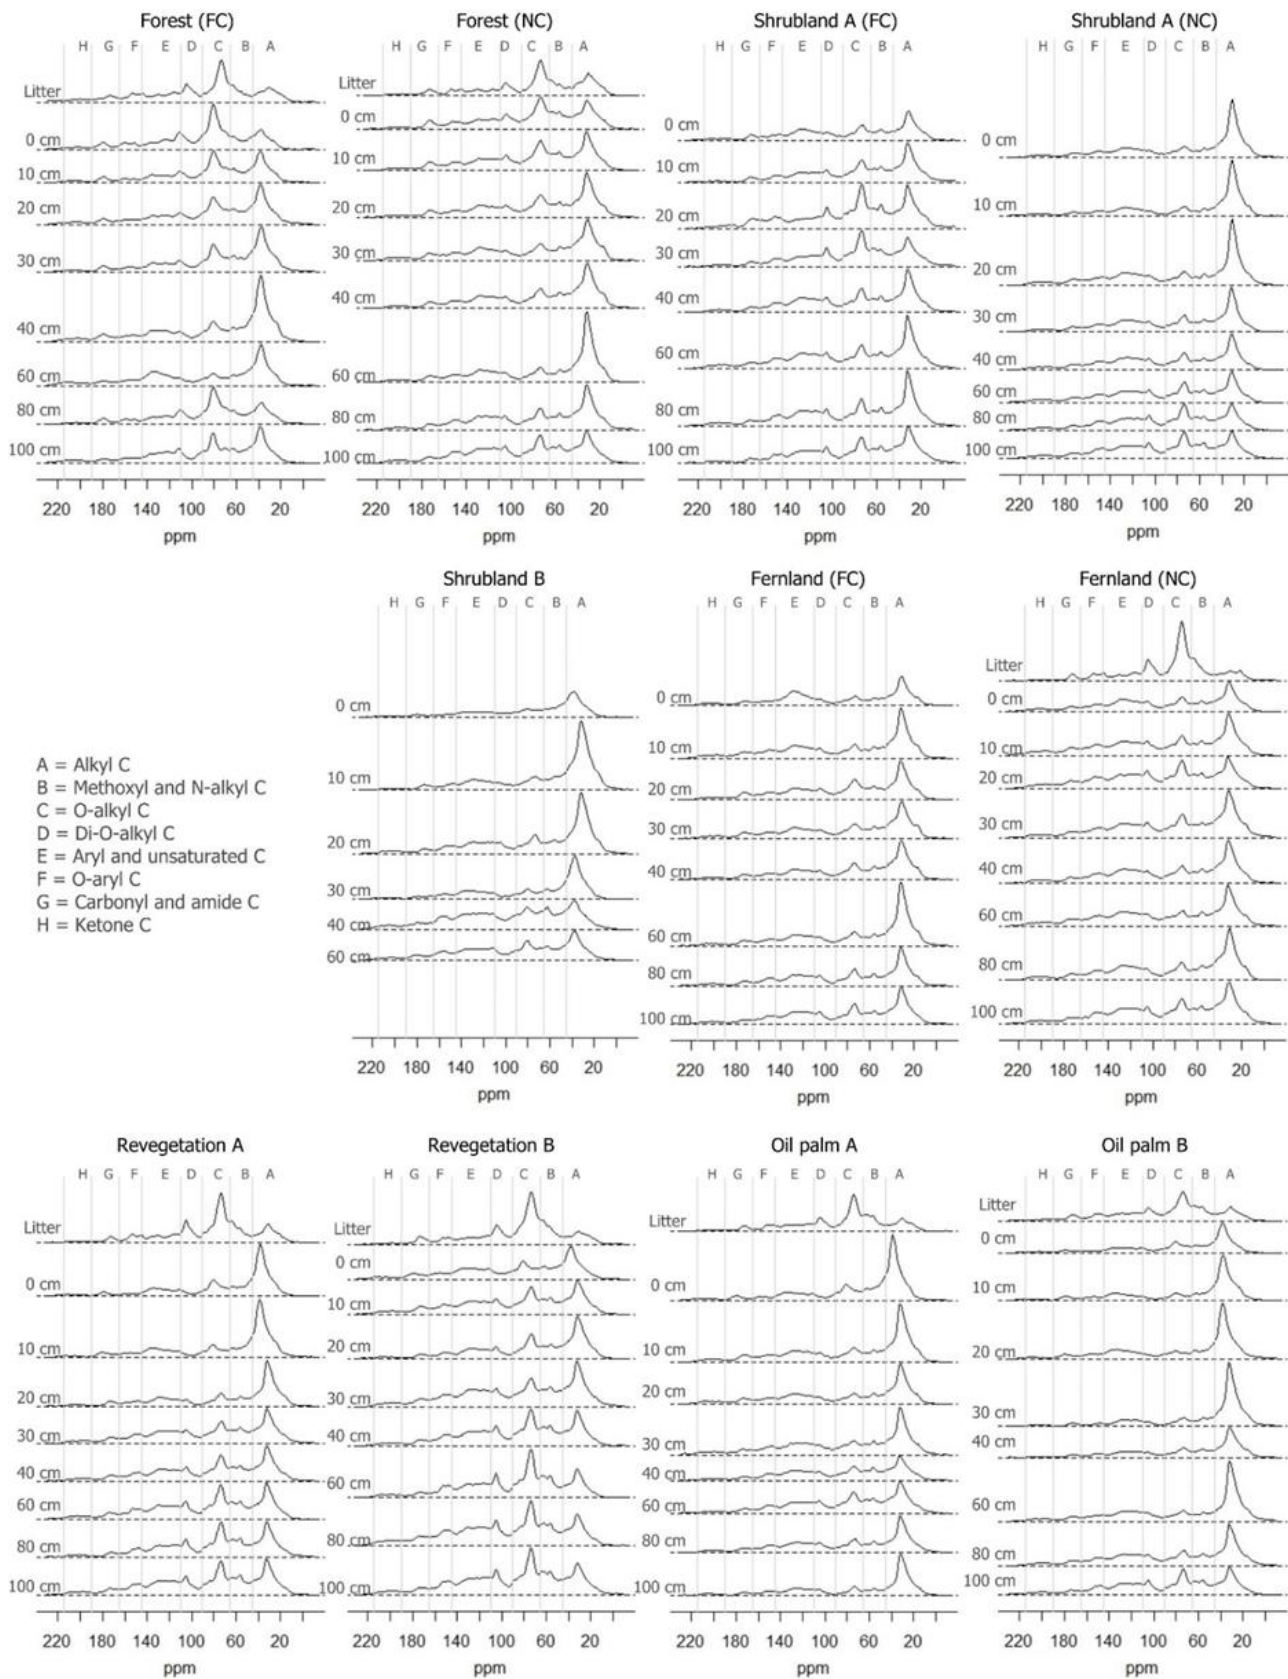 Forest (FC)
H G F E D C B A
Litter
0 cm
10 cm
20 cm
30 cm
40 cm
60 cm
80 cm
100 cm
220 180 140 100 60 20
ppm
Forest (NC)
H G F E D C B A
Litter
0 cm
10 cm
20 cm
30 cm
40 cm
60 cm
80 cm
100 cm
220 180 140 100 60 20
ppm
Shrubland A (FC)
H G F E D C B A
0 cm
10 cm
20 cm
30 cm
40 cm
60 cm
80 cm
100 cm
220 180 140 100 60 20
ppm
Shrubland A (NC)
H G F E D C B A
0 cm
10 cm
20 cm
30 cm
40 cm
60 cm
80 cm
100 cm
220 180 140 100 60 20
ppm
A = Alkyl C
B = Methoxyl and N-alkyl C
C = O-alkyl C
D = Di-O-alkyl C
E = Aryl and unsaturated C
F = O-aryl C
G = Carbonyl and amide C
H = Ketone C
Shrubland B
H G F E D C B A
0 cm
10 cm
20 cm
30 cm
40 cm
60 cm
220 180 140 100 60 20
ppm
Fernland (FC)
H G F E D C B A
0 cm
10 cm
20 cm
30 cm
40 cm
60 cm
80 cm
100 cm
220 180 140 100 60 20
ppm
Fernland (NC)
H G F E D C B A
Litter
0 cm
10 cm
20 cm
30 cm
40 cm
60 cm
80 cm
100 cm
220 180 140 100 60 20
ppm
Revegetation A
H G F E D C B A
Litter
0 cm
10 cm
20 cm
30 cm
40 cm
60 cm
80 cm
100 cm
220 180 140 100 60 20
ppm
Revegetation B
H G F E D C B A
Litter
0 cm
10 cm
20 cm
30 cm
40 cm
60 cm
80 cm
100 cm
220 180 140 100 60 20
ppm
Oil palm A
H G F E D C B A
Litter
0 cm
10 cm
20 cm
30 cm
40 cm
60 cm
80 cm
100 cm
220 180 140 100 60 20
ppm
Oil palm B
H G F E D C B A
Litter
0 cm
10 cm
20 cm
30 cm
40 cm
60 cm
80 cm
100 cm
220 180 140 100 60 20
ppm